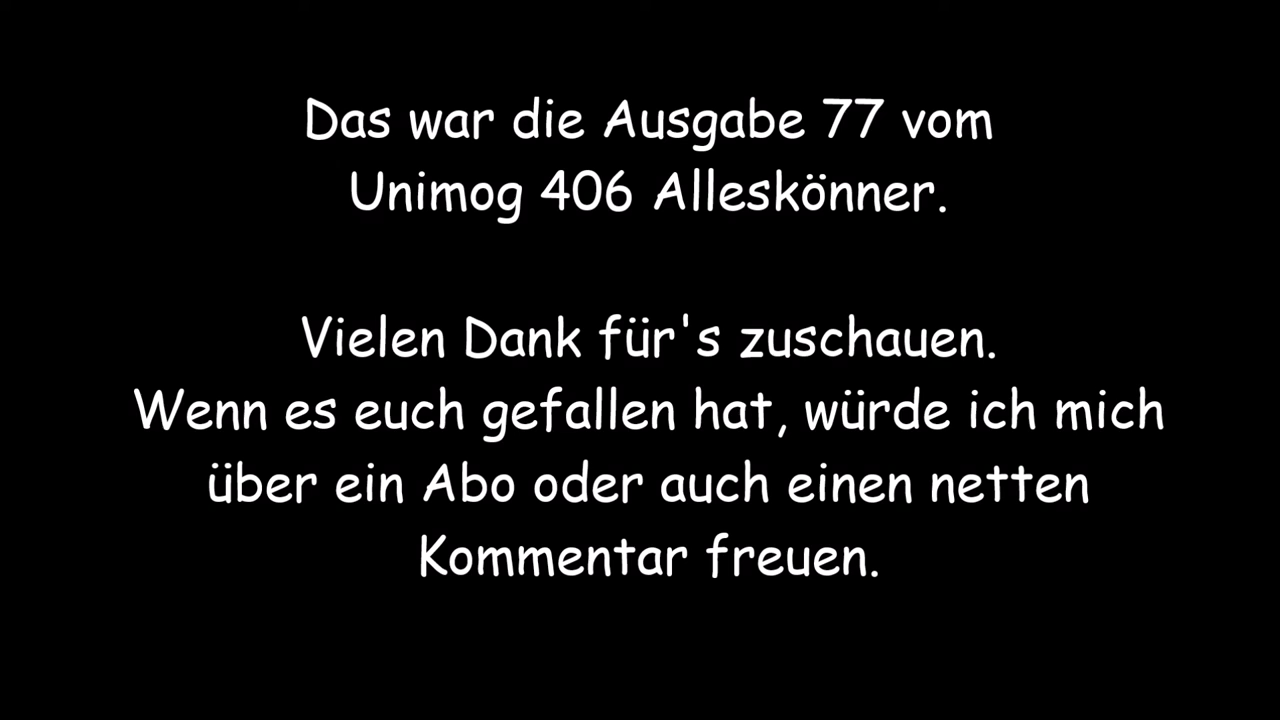 Das war die Ausgabe 77 vom
Unimog 406 Alleskönner.
Vielen Dank für's zuschauen.
Wenn es euch gefallen hat, würde ich mich
über ein Abo oder auch einen netten
Kommentar freuen.